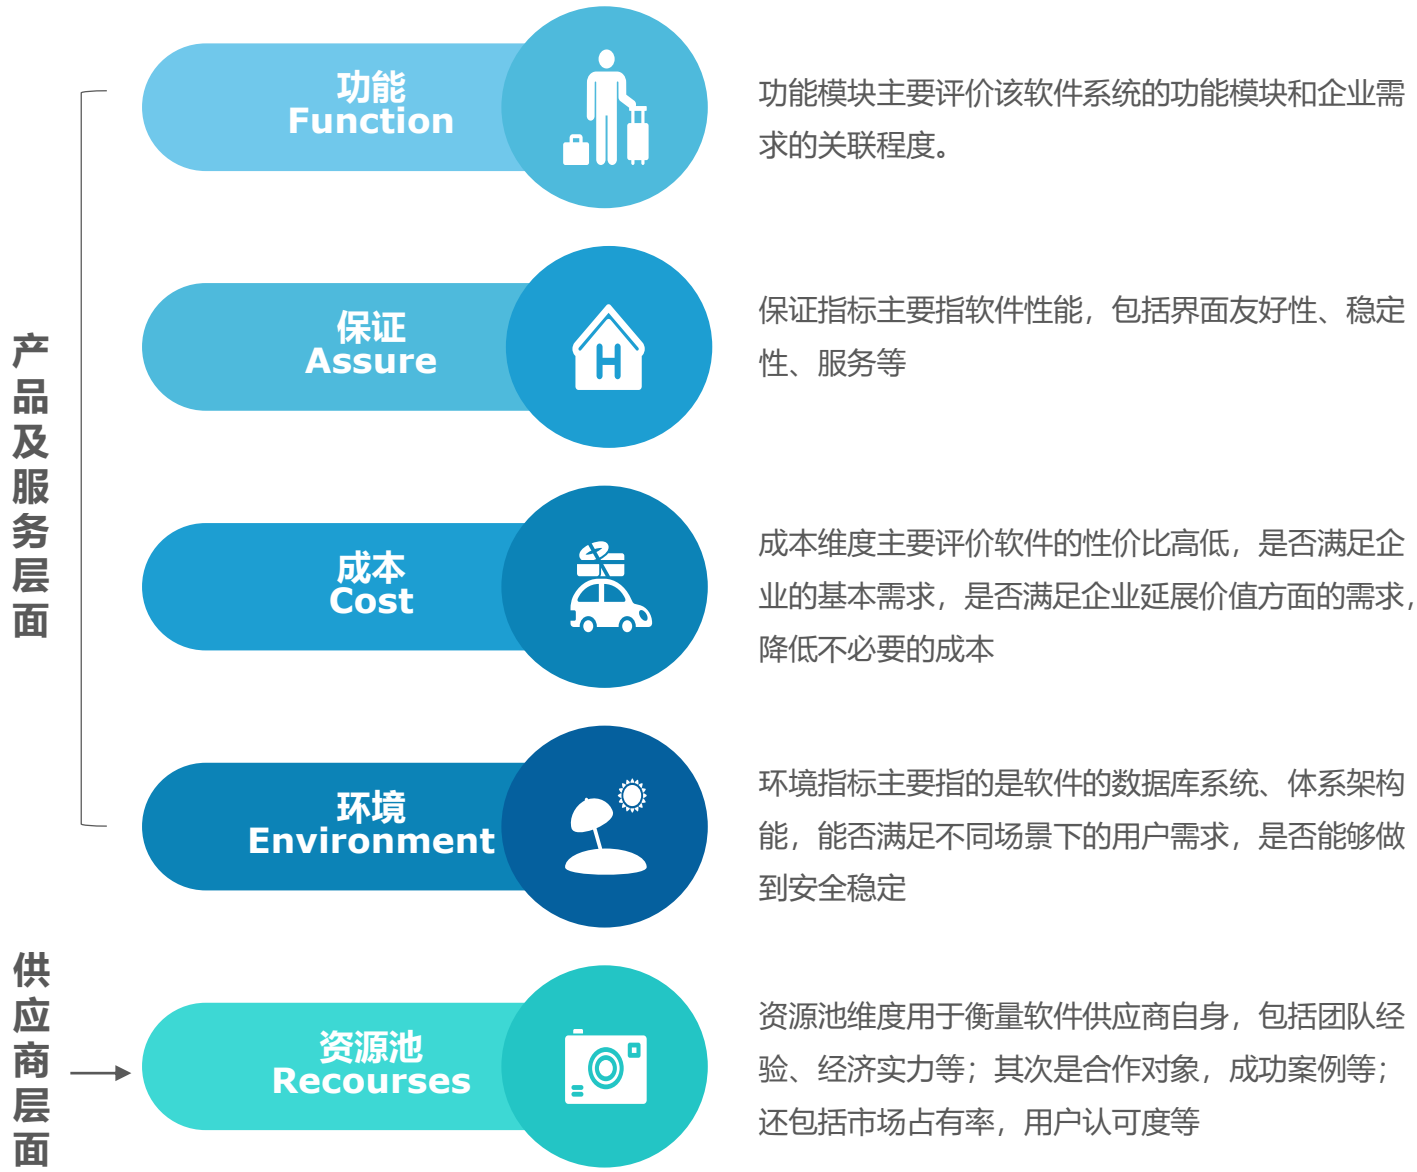 产品及服务层面
功能
Function
功能模块主要评价该软件系统的功能模块和企业需
求的关联程度。
保证
Assure
H
保证指标主要指软件性能，包括界面友好性、稳定
性、服务等
成本
Cost
成本维度主要评价软件的性价比高低，是否满足企
业的基本需求，是否满足企业延展价值方面的需求，
降低不必要的成本
环境
Environment
环境指标主要指的是软件的数据库系统、体系架构
能，能否满足不同场景下的用户需求，是否能够做
到安全稳定
供应商层面
资源池
Recourses
资源池维度用于衡量软件供应商自身，包括团队经
验、经济实力等；其次是合作对象，成功案例等；
还包括市场占有率，用户认可度等